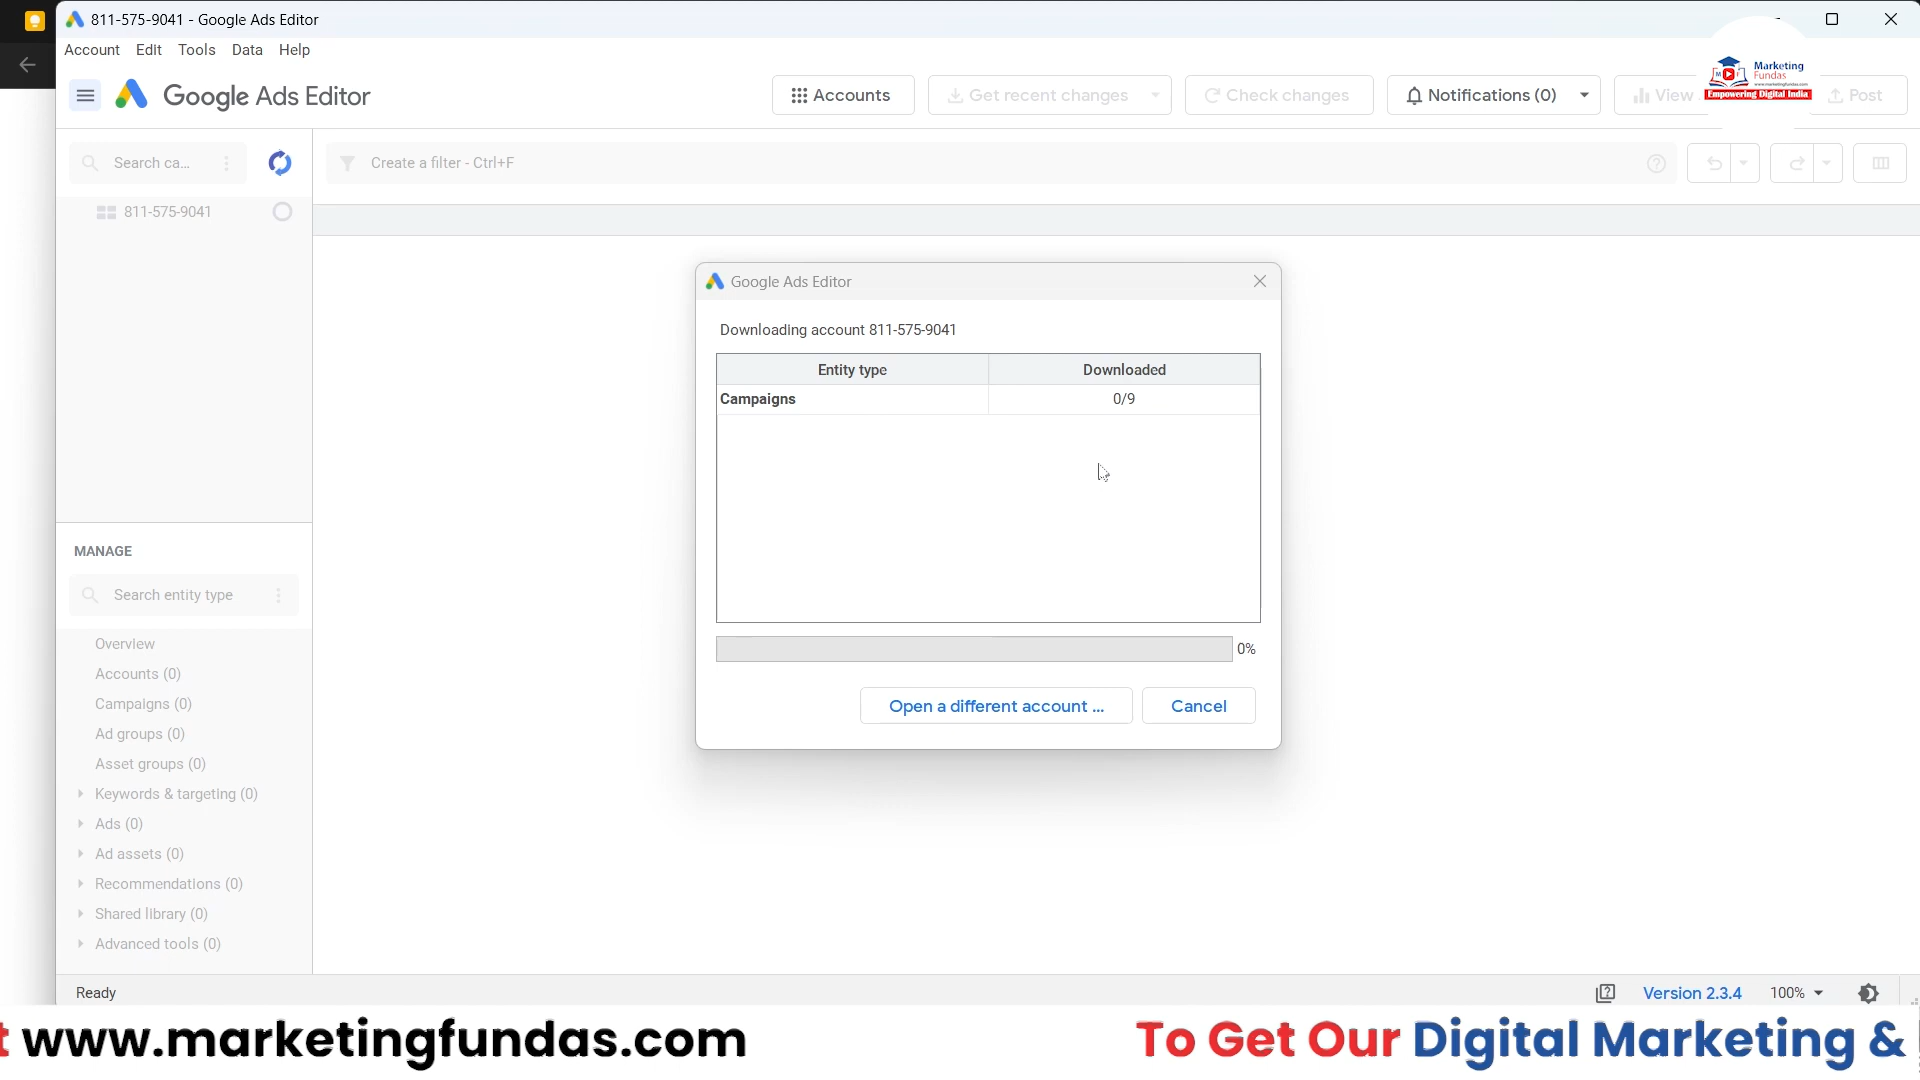 811-575-9041 - Google Ads Editor
Account Edit Tools Data Help
Google Ads Editor
Accounts
Get recent changes
Check changes
Notifications (0)
View
Post
Marketing
Fundas
Empowering Digital India
Search ca...
Create a filter - Ctrl+F
811-575-9041
Google Ads Editor
Downloading account 811-575-9041
Entity type Downloaded
Campaigns 0/9
0%
Open a different account ...
Cancel
MANAGE
Search entity type
Overview
Accounts (0)
Campaigns (0)
Ad groups (0)
Asset groups (0)
Keywords & targeting (0)
Ads (0)
Ad assets (0)
Recommendations (0)
Shared library (0)
Advanced tools (0)
Ready
Version 2.3.4
100%
www.marketingfundas.com
To Get Our Digital Marketing &